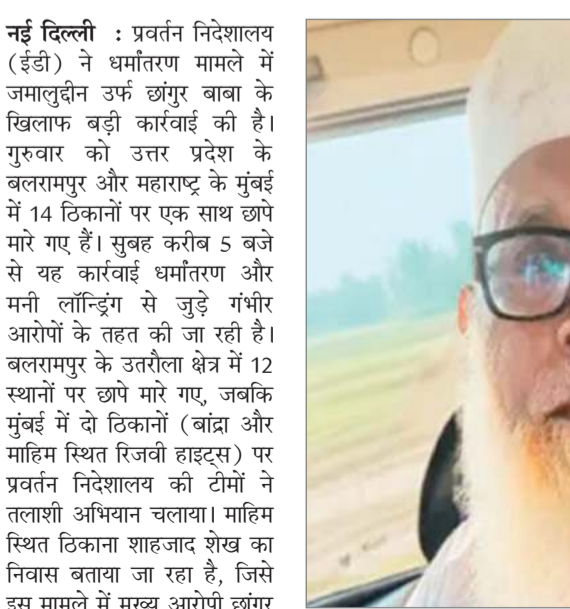 नई दिल्ली : प्रवर्तन निदेशालय
(ईडी) ने धर्मांतरण मामले में
जमालुद्दीन उर्फ छांगुर बाबा के
खिलाफ बड़ी कार्रवाई की है।
गुरुवार को उत्तर प्रदेश के
बलरामपुर और महाराष्ट्र के मुंबई
में 14 ठिकानों पर एक साथ छापे
मारे गए हैं। सुबह करीब 5 बजे
से यह कार्रवाई धर्मांतरण और
मनी लॉन्ड्रिंग से जुड़े गंभीर
आरोपों के तहत की जा रही है।
बलरामपुर के उतरौला क्षेत्र में 12
स्थानों पर छापे मारे गए, जबकि
मुंबई में दो ठिकानों (बांद्रा और
माहिम स्थित रिजवी हाइट्स) पर
प्रवर्तन निदेशालय की टीमों ने
तलाशी अभियान चलाया। माहिम
स्थित ठिकाना शाहजाद शेख का
निवास बताया जा रहा है, जिसे
इस मामले में मुख्य आरोपी छांगुर